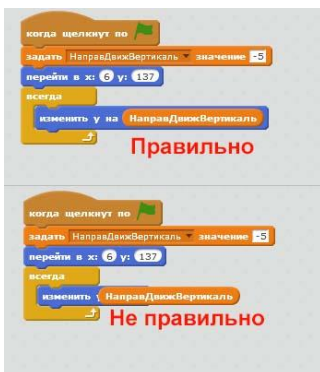 когда щелкнут по
задать НаправДвижВертикаль значение -5
перейти в x: 6 y: 137
всегда
изменить y на НаправДвижВертикаль
Правильно
когда щелкнут по
задать НаправДвижВертикаль значение -5
перейти в x: 6 y: 137
всегда
изменить НаправДвижВертикаль
Не правильно